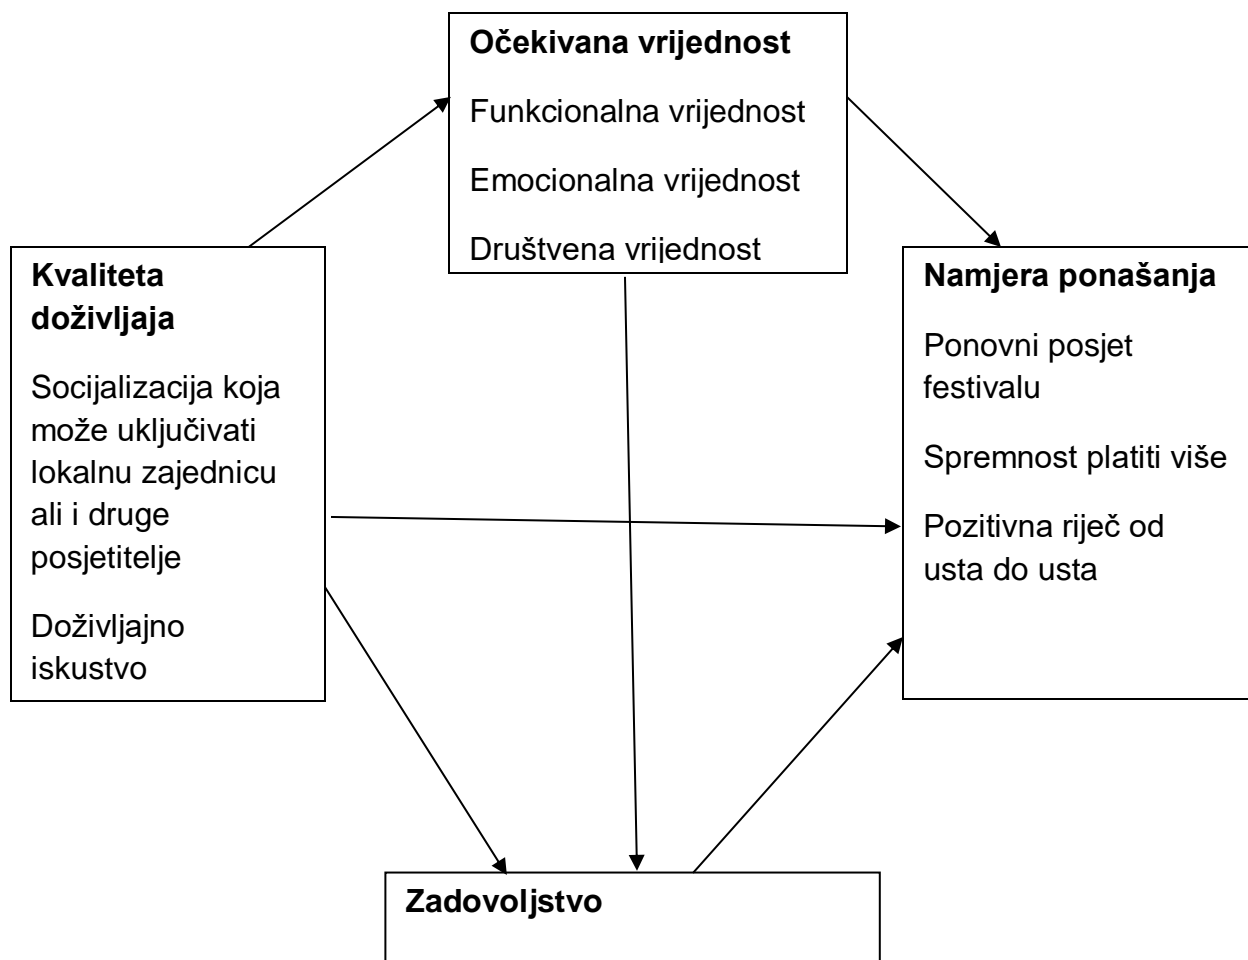 Očekivana vrijednost
Funkcionalna vrijednost
Emocionalna vrijednost
Društvena vrijednost
Kvaliteta
doživljaja
Socijalizacija koja
može uključivati
lokalnu zajednicu
ali i druge
posjetitelje
Doživljajno
iskustvo
Namjera ponašanja
Ponovni posjet
festivalu
Spremnost platiti više
Pozitivna riječ od
usta do usta
Zadovoljstvo